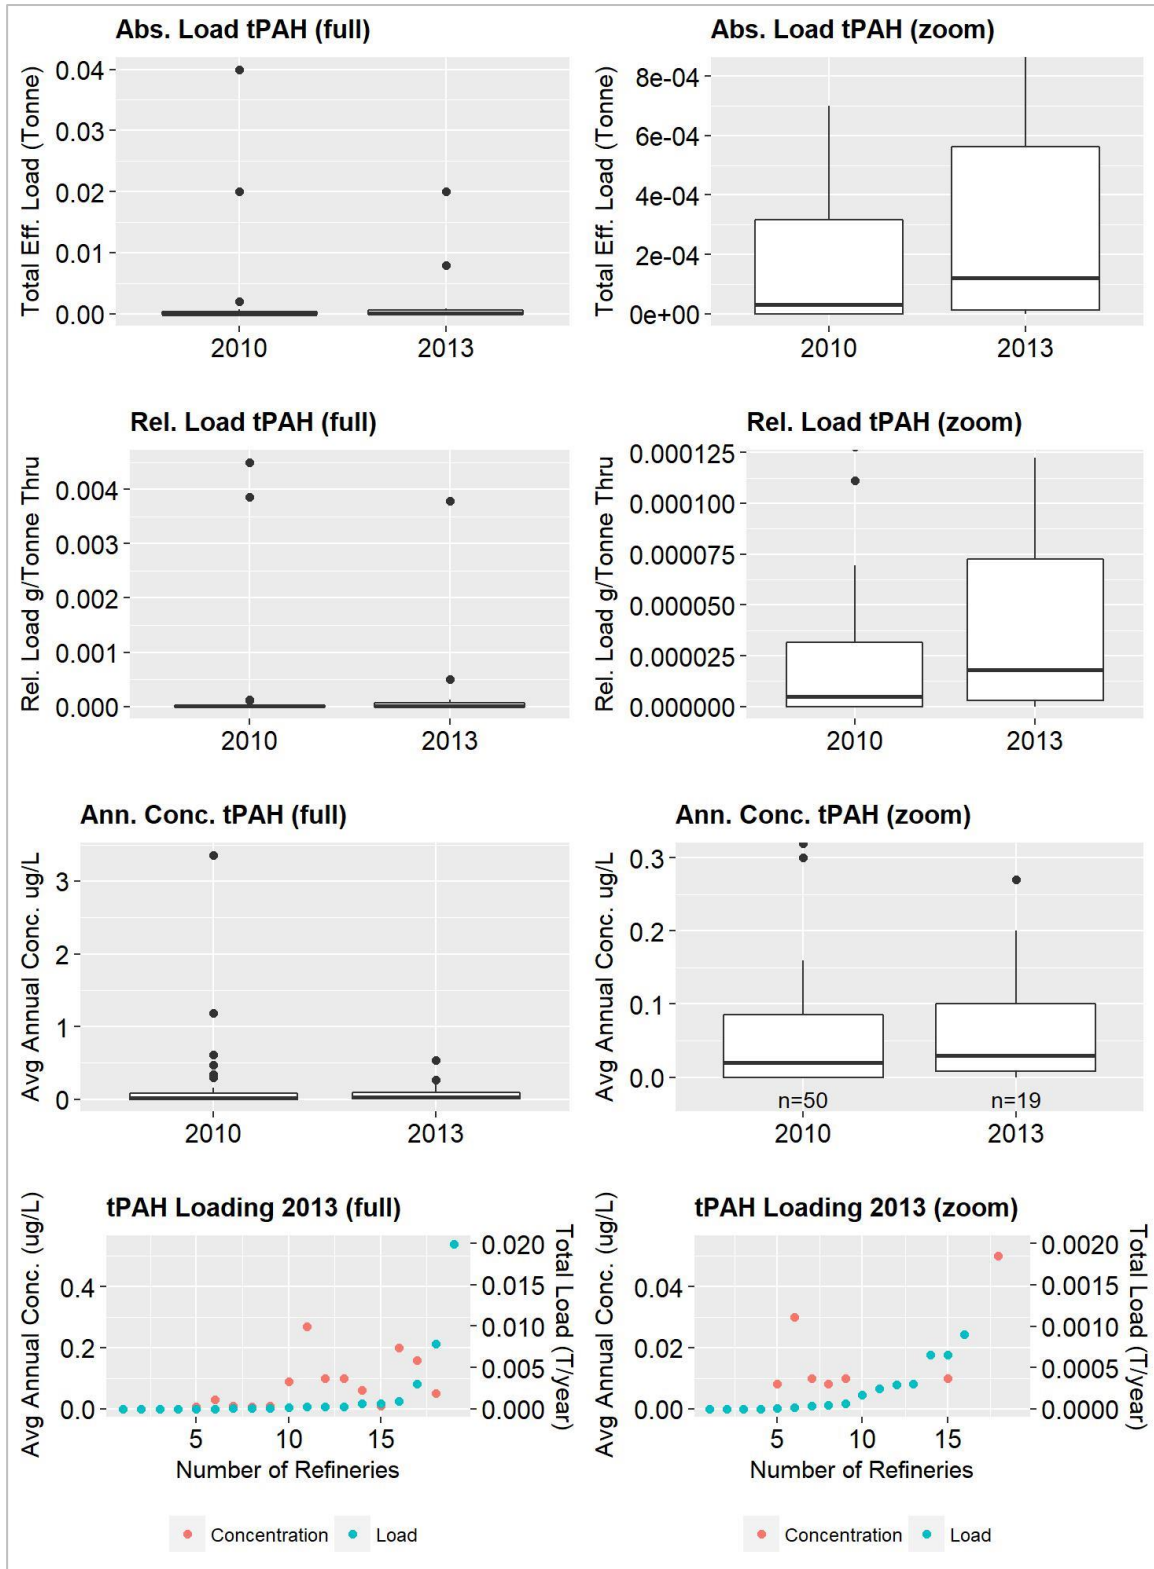 Abs. Load tPAH (full)
Total Eff. Load (Tonne)
0.04
0.03
0.02
0.01
0.00
2010 2013
Abs. Load tPAH (zoom)
Total Eff. Load (Tonne)
8e-04
6e-04
4e-04
2e-04
0e+00
2010 2013
Rel. Load tPAH (full)
Rel. Load g/Tonne Thru
0.004
0.003
0.002
0.001
0.000
2010 2013
Rel. Load tPAH (zoom)
Rel. Load g/Tonne Thru
0.000125
0.000100
0.000075
0.000050
0.000025
0.000000
2010 2013
Ann. Conc. tPAH (full)
Avg Annual Conc. ug/L
3
2
1
0
2010 2013
Ann. Conc. tPAH (zoom)
Avg Annual Conc. ug/L
0.3
0.2
0.1
0.0
n=50 n=19
2010 2013
tPAH Loading 2013 (full)
Avg Annual Conc. (ug/L)
0.4
0.2
0.0
0.020
0.015
0.010
0.005
0.000
Total Load (T/year)
5 10 15
Number of Refineries
Concentration Load
tPAH Loading 2013 (zoom)
Avg Annual Conc. (ug/L)
0.04
0.02
0.00
0.0020
0.0015
0.0010
0.0005
0.0000
Total Load (T/year)
5 10 15
Number of Refineries
Concentration Load